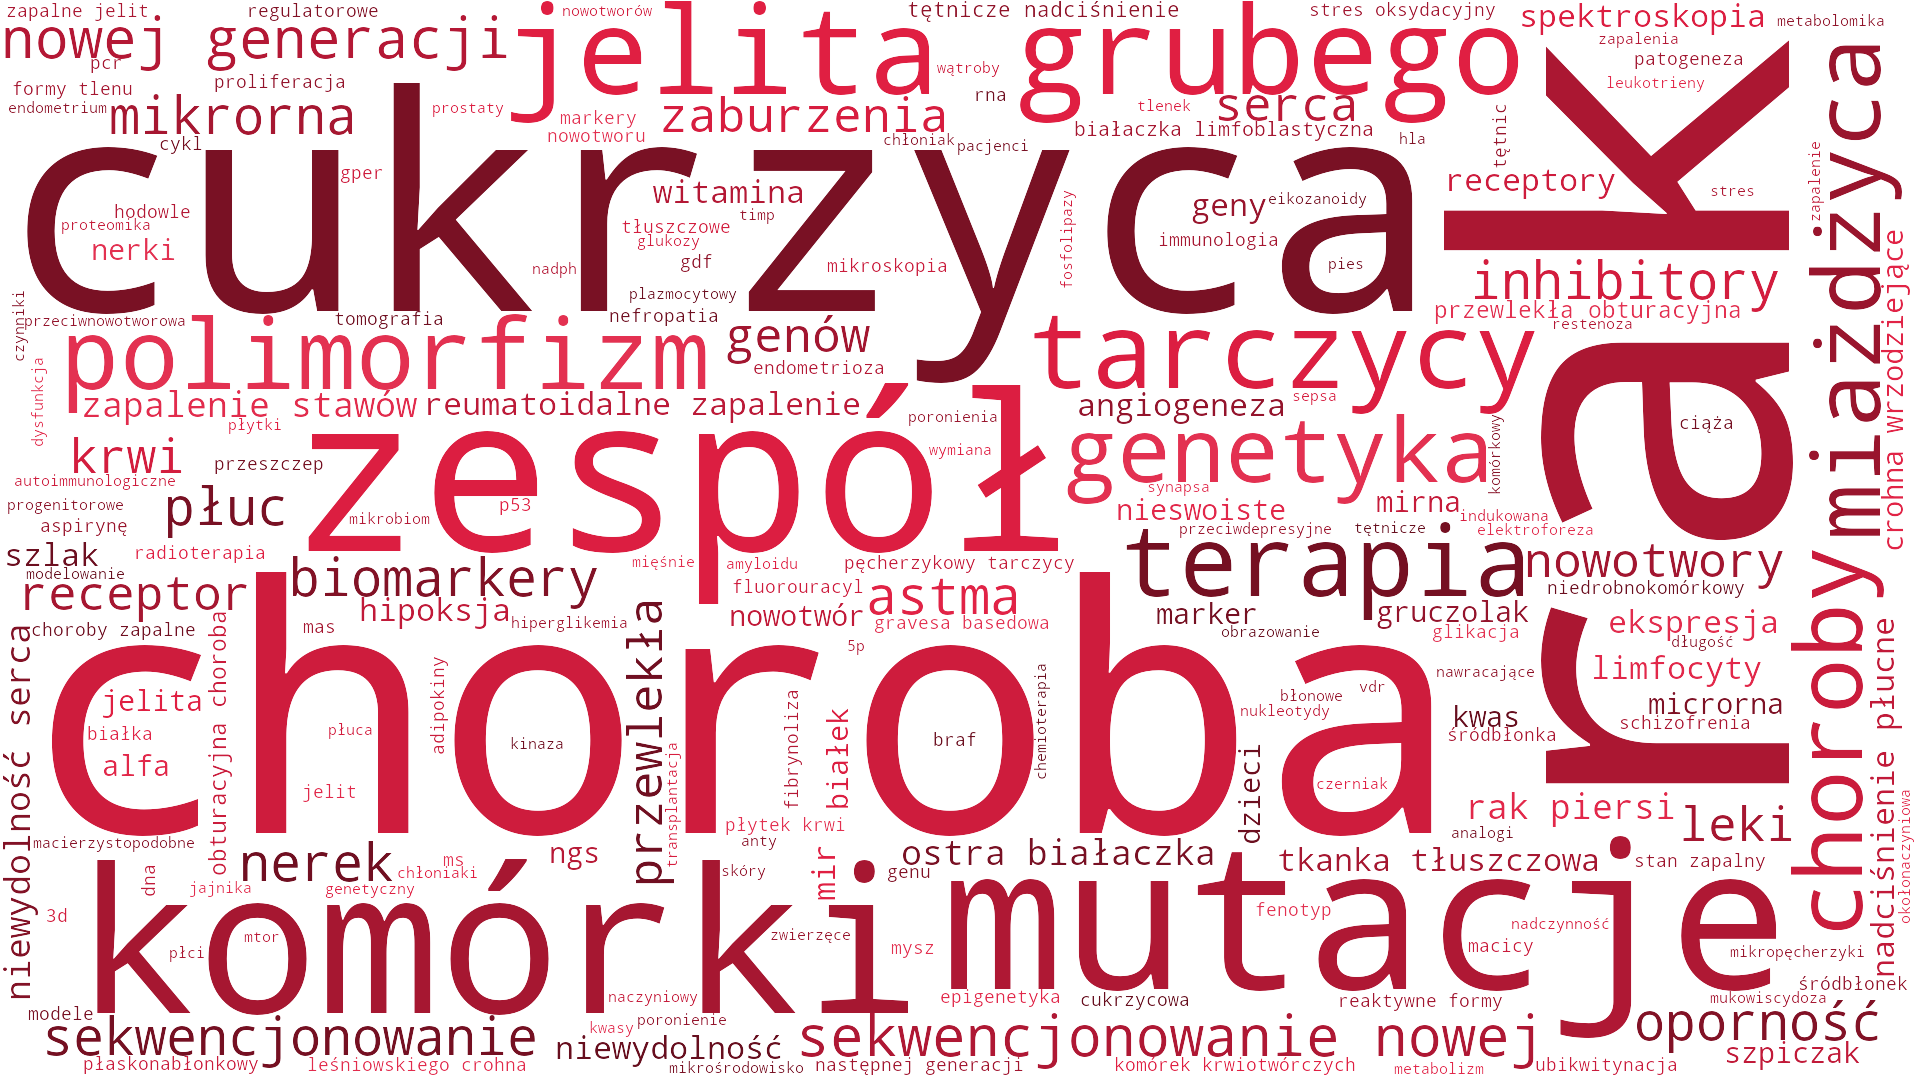 zapalne jelit
regulatorowe
nowotworów
tętnicze nadciśnienie
stres oksydacyjny
spektroskopia
metabolomika
nowej generacji
jelita grubego
zapalenia
patogeneza
leukotrieny
pcr
proliferacja
wątroby
formy tlenu
rna
endometrium
mikrorna
prostaty
markery
nowotworu
zaburzenia
tlenek
serca
białaczka limfoblastyczna
hla
tętnic
cykl
chłoniak
pacjenci
cukrzyca
rak
miażdżyca
gper
witamina
receptory
stres
zapalenie
hodowle
proteomika
nerki
timp
tłuszczowe
glukozy
gdf
nadph
mikroskopia
fosfolipazy
geny
eikozanoidy
immunologia
pies
inhibitory
plazmocytowy
nefropatia
przewlekła obturacyjna
restenoza
crohna wrzodziejące
czynniki
przeciwnowotworowa
tomografia
polimorfizm
genów
endometrioza
tarczycy
dysfunkcja
zapalenie stawów
reumatoidalne zapalenie
angiogeneza
sepsa
płytki
poronienia
krwi
przeszczep
zespół
wymiana
genetyka
komórkowy
ciąża
autoimmunologiczne
progenitorowe
aspirynę
płuc
mikrobiom
p53
synapsa
nieswoiste
mirna
indukowana
przeciwdepresyjne
tętnicze
elektroforeza
szlak
radioterapia
modelowanie
receptor
biomarkery
mięśnie
amyloidu
pęcherzykowy tarczycy
terapia
nowotwory
fluorouracyl
astma
niedrobnokomórkowy
hipoksja
hiperglikemia
nowotwór
gravesa basedowa
marker
gruczolak
obrazowanie
glikacja
ekspresja
długość
choroby zapalne
mas
5p
choroba
przewlekła
limfocyty
nawracające
choroby
niewydolność serca
obturacyjna choroba
adipokiny
jelita
białka
alfa
płuca
kinaza
braf
chemioterapia
błonowe
vdr
nukleotydy
kwas
microrna
schizofrenia
śródbłonka
nadciśnienie płucne
jelit
transplantacja
fibrynoliza
mir białek
dzieci
czerniak
rak piersi
leki
okołonaczyniowa
płytek krwi
anty
analogi
macierzystopodobne
nerek
ms
chłoniaki
ngs
ostra białaczka
tkanka tłuszczowa
stan zapalny
dna
jajnika
genetyczny
skóry
genu
3d
komórki
mutacje
fenotyp
nadczynność
macicy
płci
mtor
zwierzęce
mysz
mikropęcherzyki
śródbłonek
naczyniowy
epigenetyka
cukrzycowa
reaktywne formy
mukowiscydoza
modele
kwasy
poronienie
sekwencjonowanie
niewydolność
sekwencjonowanie nowej
oporność
szpiczak
płaskonabłonkowy
leśniowskiego crohna
mikrośrodowisko
następnej generacji
komórek krwiotwórczych
metabolizm
ubikwitynacja